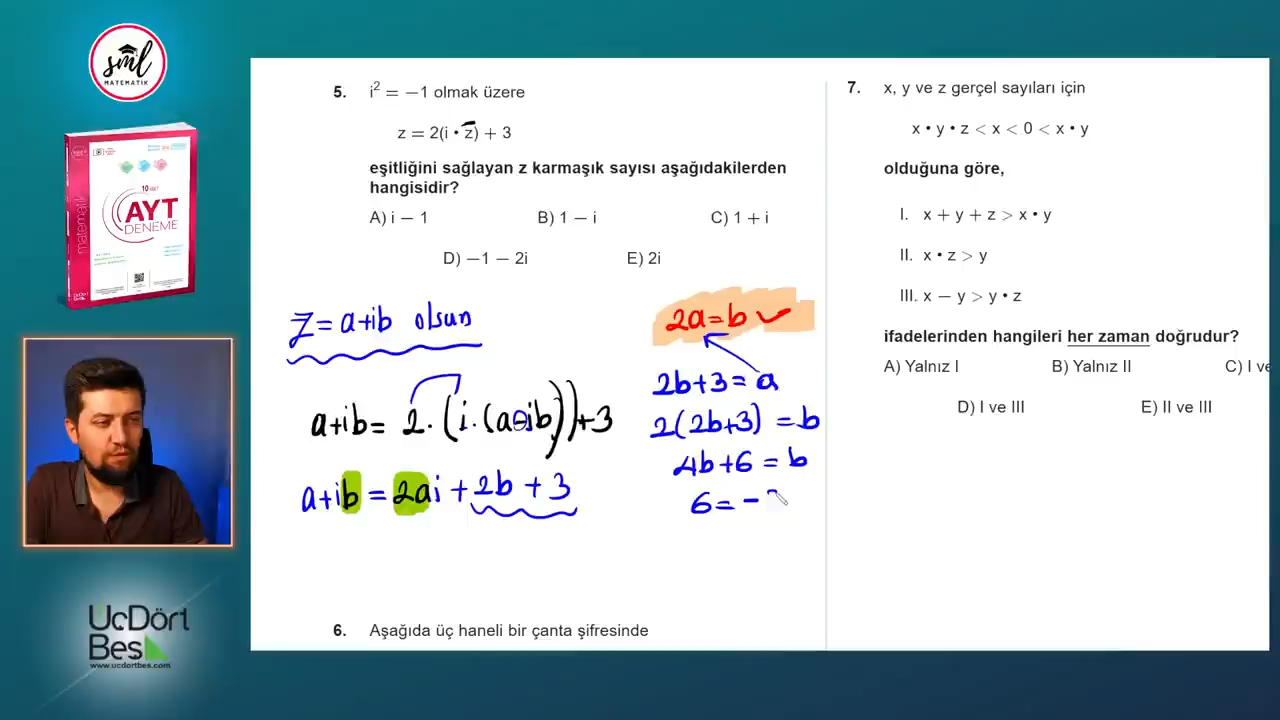 sml
MATEMATİK
matematik
AYT
DENEME
ÜçDört
Beş
www.ucdortbes.com
5. i² = −1 olmak üzere
z = 2(i • z̅) + 3
eşitliğini sağlayan z karmaşık sayısı aşağıdakilerden
hangisidir?
A) i − 1 B) 1 − i C) 1 + i
D) −1 − 2i E) 2i
z = a+ib olsun
a+ib = 2.(i.(a-ib))+3
a+ib = 2ai + 2b + 3
2a=b ✓
2b+3 = a
2(2b+3) = b
4b+6 = b
6 = -
6. Aşağıda üç haneli bir çanta şifresinde
7. x, y ve z gerçel sayıları için
x • y • z < x < 0 < x • y
olduğuna göre,
I. x + y + z > x • y
II. x • z > y
III. x − y > y • z
ifadelerinden hangileri her zaman doğrudur?
A) Yalnız I B) Yalnız II C) I ve
D) I ve III E) II ve III